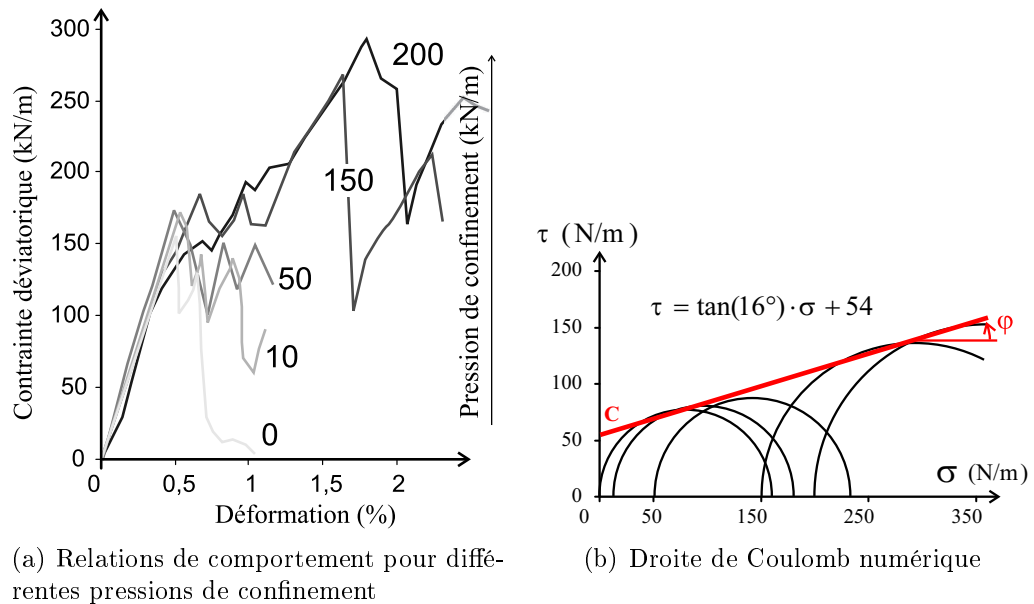 Contrainte déviatorique (kN/m)
300
250
200
150
100
50
0
200
150
50
10
0
Pression de confinement (kN/m)
0
0,5
1
1,5
2
Déformation (%)
(a) Relations de comportement pour diffé-
rentes pressions de confinement
τ (N/m)
200
150
100
50
0
τ = tan(16°)·σ + 54
C
φ
σ (N/m)
0
50
150
250
350
(b) Droite de Coulomb numérique